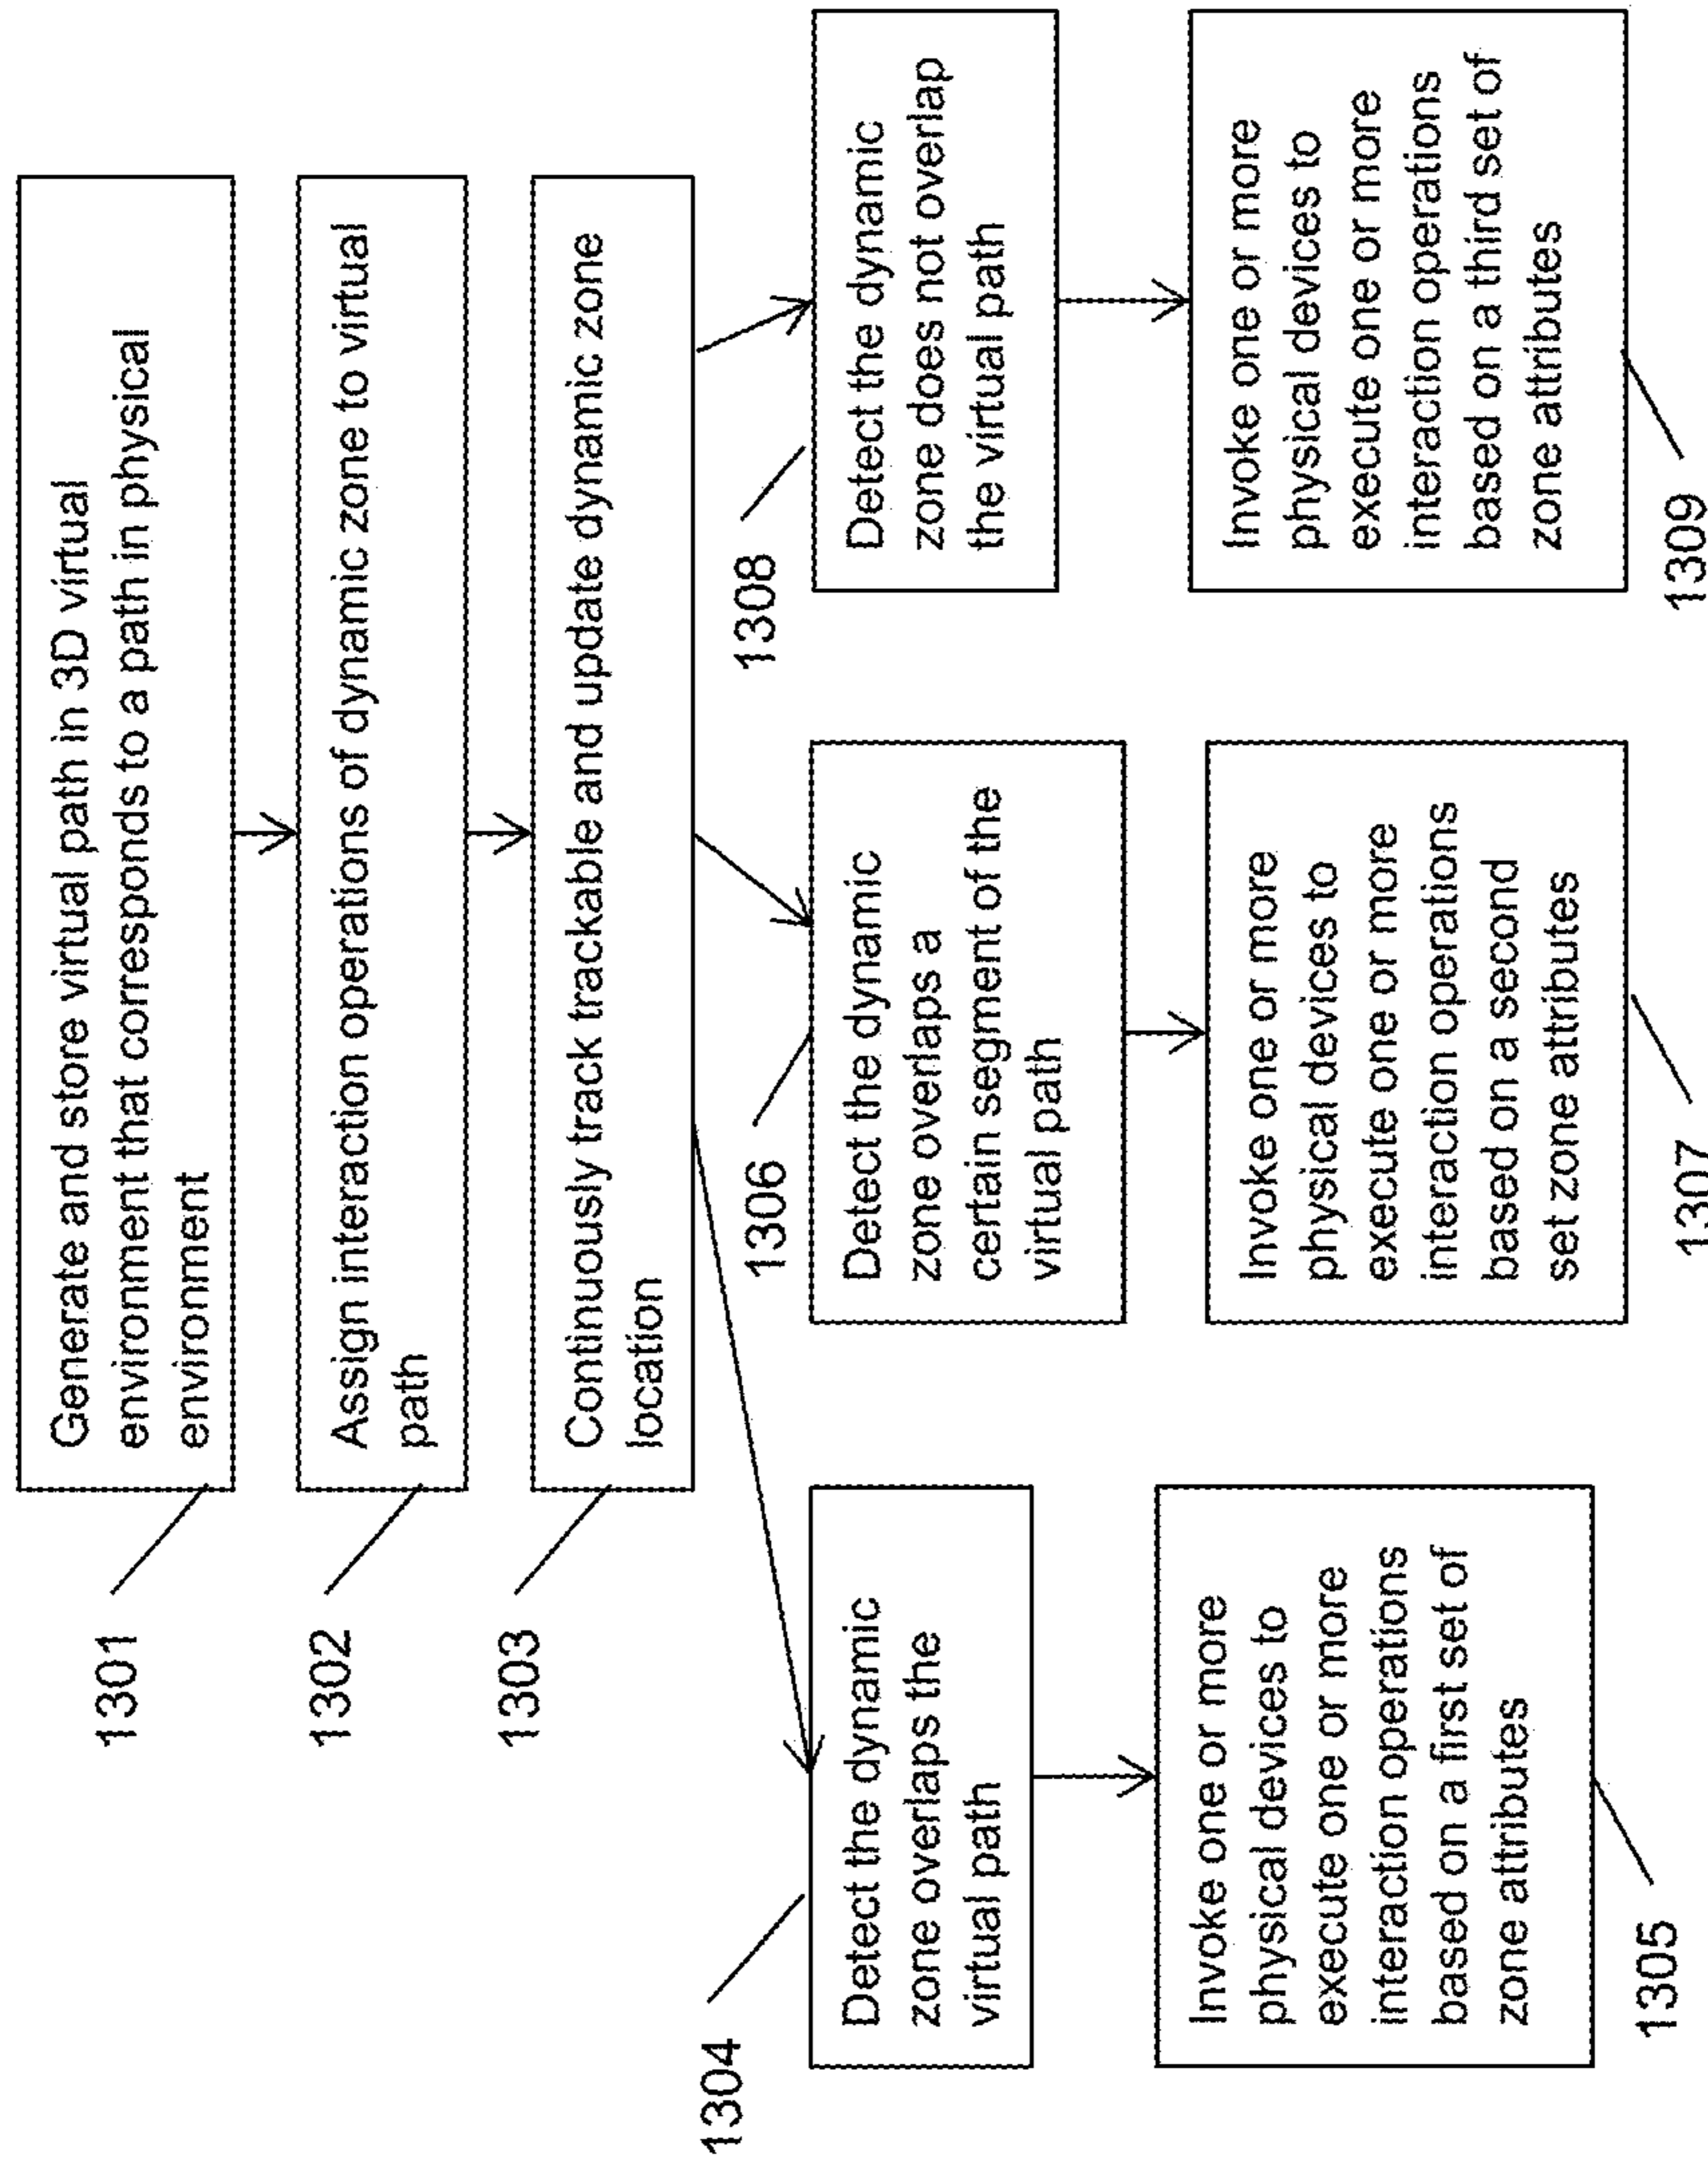 1301
Generate and store virtual path in 3D virtual
environment that corresponds to a path in physical
environment
1302
Assign interaction operations of dynamic zone to virtual
path
1303
Continuously track trackable and update dynamic zone
location
1304
Detect the dynamic
zone overlaps the
virtual path
1305
Invoke one or more
physical devices to
execute one or more
interaction operations
based on a first set of
zone attributes
1306
Detect the dynamic
zone overlaps a
certain segment of the
virtual path
1307
Invoke one or more
physical devices to
execute one or more
interaction operations
based on a second
set zone attributes
1308
Detect the dynamic
zone does not overlap
the virtual path
1309
Invoke one or more
physical devices to
execute one or more
interaction operations
based on a third set of
zone attributes